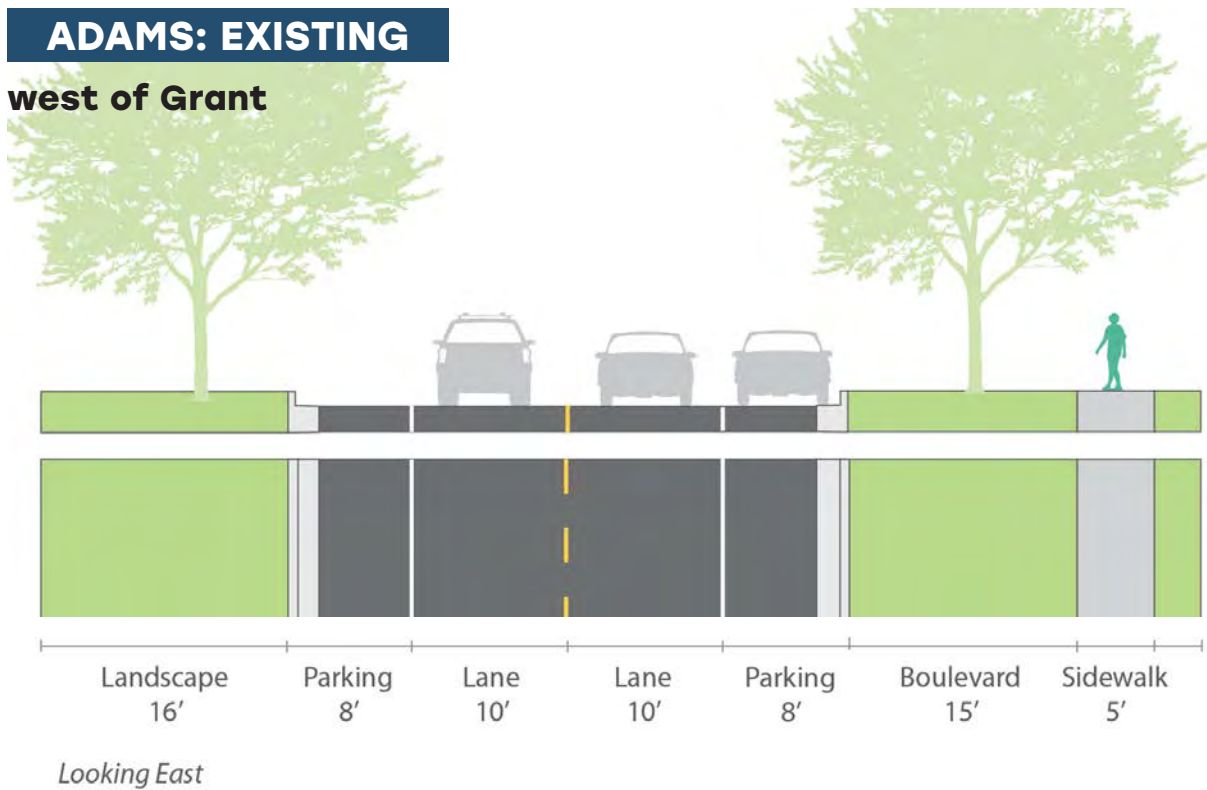 ADAMS: EXISTING
west of Grant
Landscape Parking Lane Lane Parking Boulevard Sidewalk
16’ 8’ 10’ 10’ 8’ 15’ 5’
Looking East